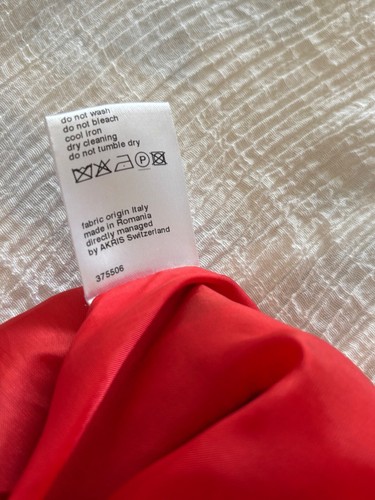 do not wash
do not bleach
cool iron
dry cleaning
do not tumble dry
P
fabric origin Italy
made in Romania
directly managed
by AKRIS Switzerland
375506